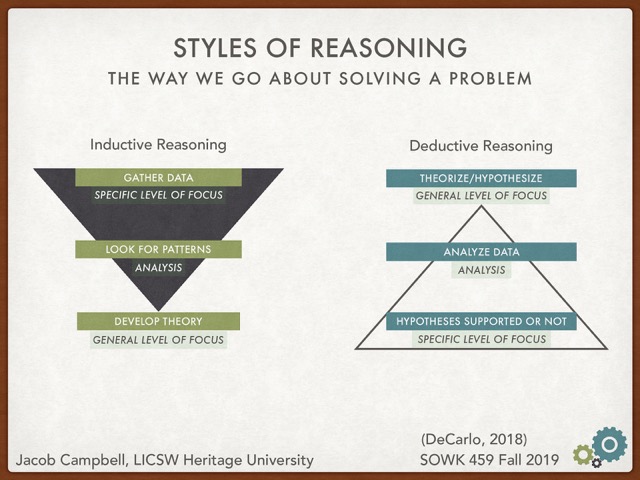 STYLES OF REASONING
THE WAY WE GO ABOUT SOLVING A PROBLEM
Inductive Reasoning
GATHER DATA
SPECIFIC LEVEL OF FOCUS
LOOK FOR PATTERNS
ANALYSIS
DEVELOP THEORY
GENERAL LEVEL OF FOCUS
Deductive Reasoning
THEORIZE/HYPOTHESIZE
GENERAL LEVEL OF FOCUS
ANALYZE DATA
ANALYSIS
HYPOTHESES SUPPORTED OR NOT
SPECIFIC LEVEL OF FOCUS
(DeCarlo, 2018)
Jacob Campbell, LICSW Heritage University
SOWK 459 Fall 2019